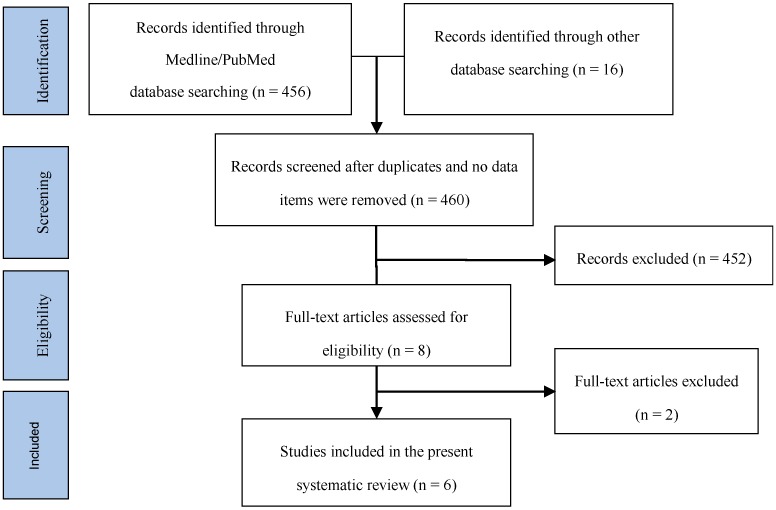 Identification
Records identified through
Medline/PubMed
database searching (n = 456)
Records identified through other
database searching (n = 16)
Screening
Records screened after duplicates and no data
items were removed (n = 460)
Records excluded (n = 452)
Eligibility
Full-text articles assessed for
eligibility (n = 8)
Full-text articles excluded
(n = 2)
Included
Studies included in the present
systematic review (n = 6)